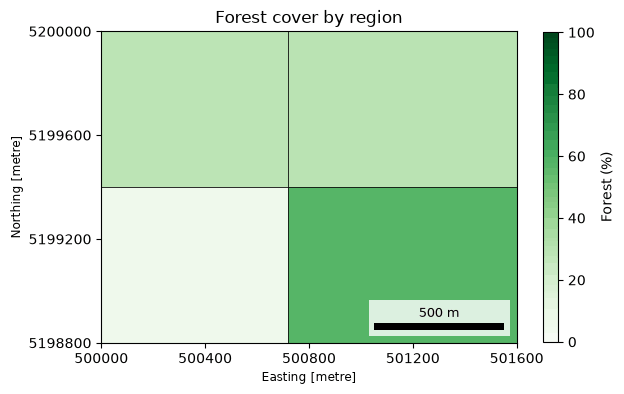 Forest cover by region
5200000
5199600
5199200
5198800
Northing [metre]
500000 500400 500800 501200 501600
Easting [metre]
500 m
100
80
60
40
20
0
Forest (%)